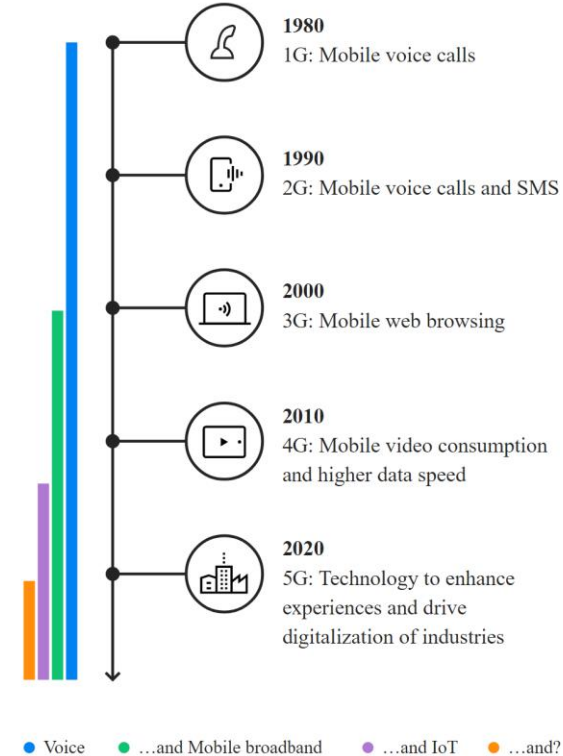 1980
1G: Mobile voice calls
1990
2G: Mobile voice calls and SMS
2000
3G: Mobile web browsing
2010
4G: Mobile video consumption
and higher data speed
2020
5G: Technology to enhance
experiences and drive
digitalization of industries
Voice …and Mobile broadband …and IoT …and?